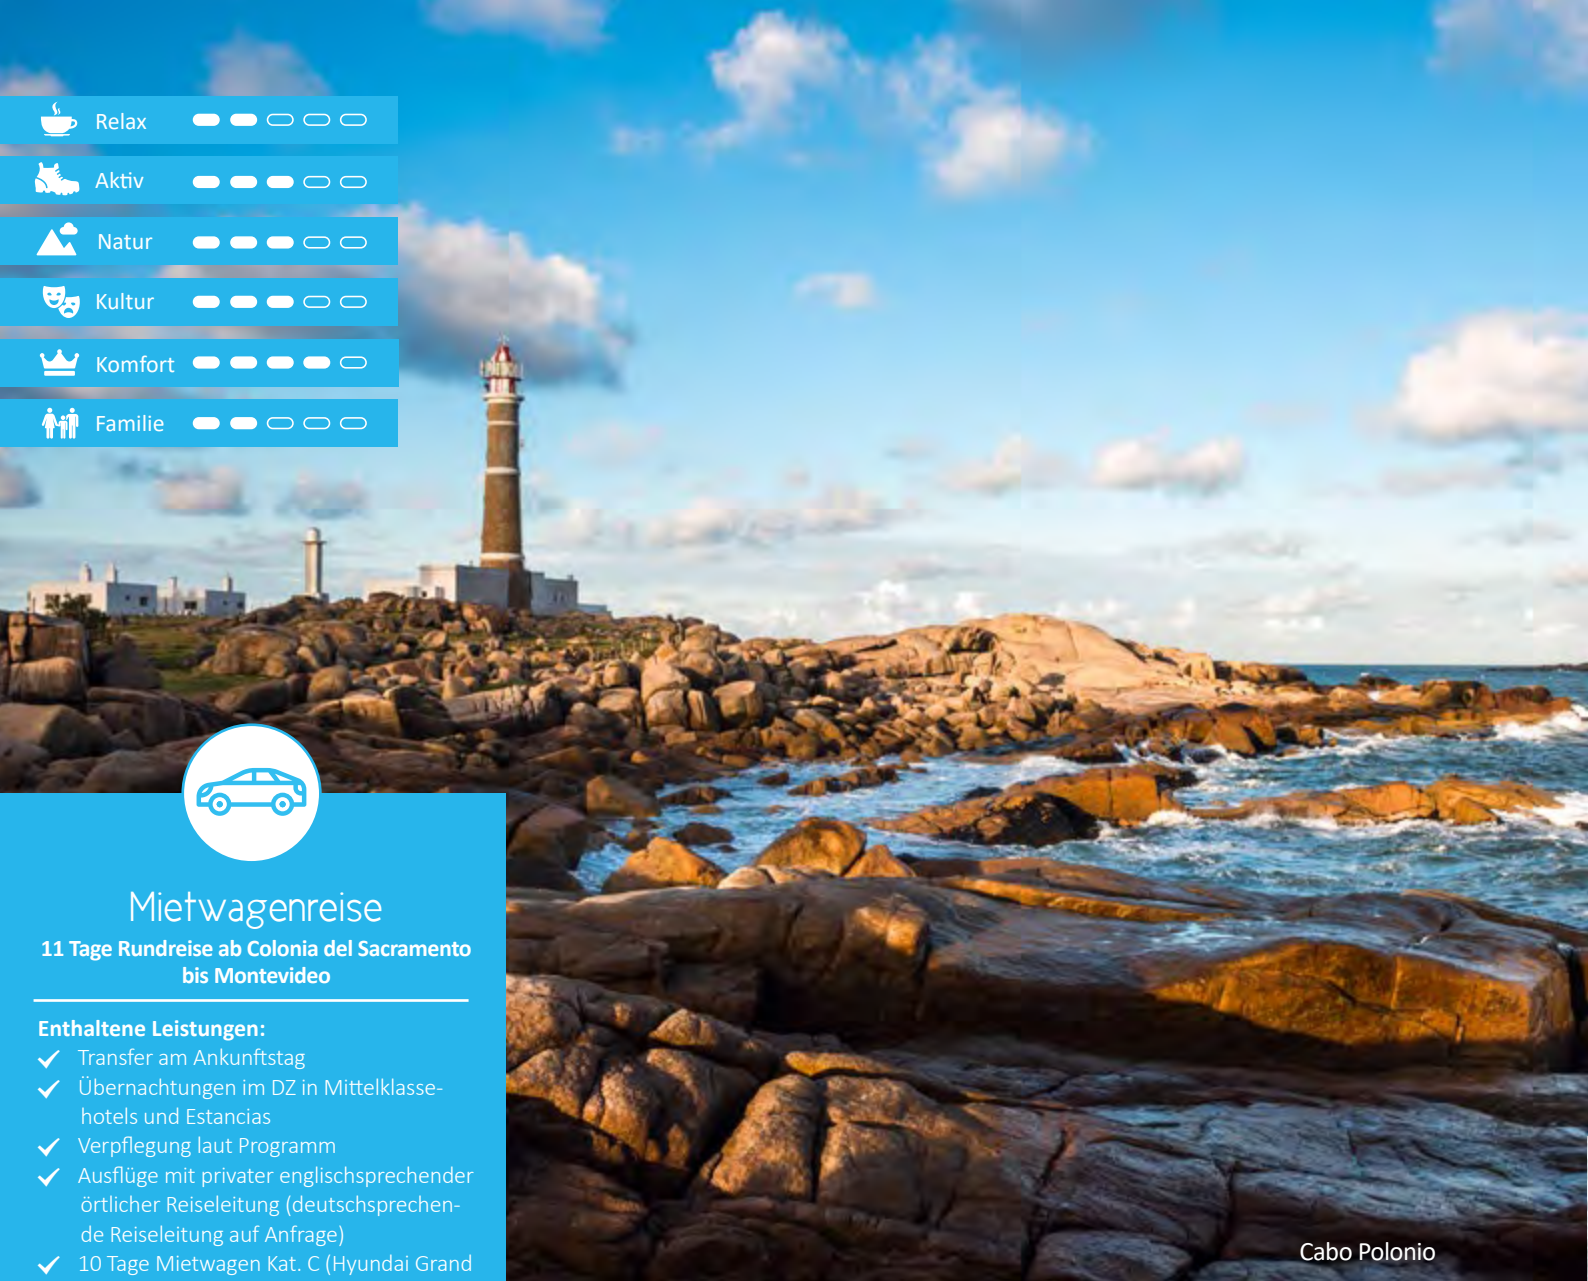 Relax
Aktiv
Natur
Kultur
Komfort
Familie
Mietwagenreise
11 Tage Rundreise ab Colonia del Sacramento
bis Montevideo
Enthaltene Leistungen:
Transfer am Ankunftstag
Übernachtungen im DZ in Mittelklasse-
hotels und Estancias
Verpflegung laut Programm
Ausflüge mit privater englischsprechender
örtlicher Reiseleitung (deutschsprechen-
de Reiseleitung auf Anfrage)
10 Tage Mietwagen Kat. C (Hyundai Grand
Cabo Polonio